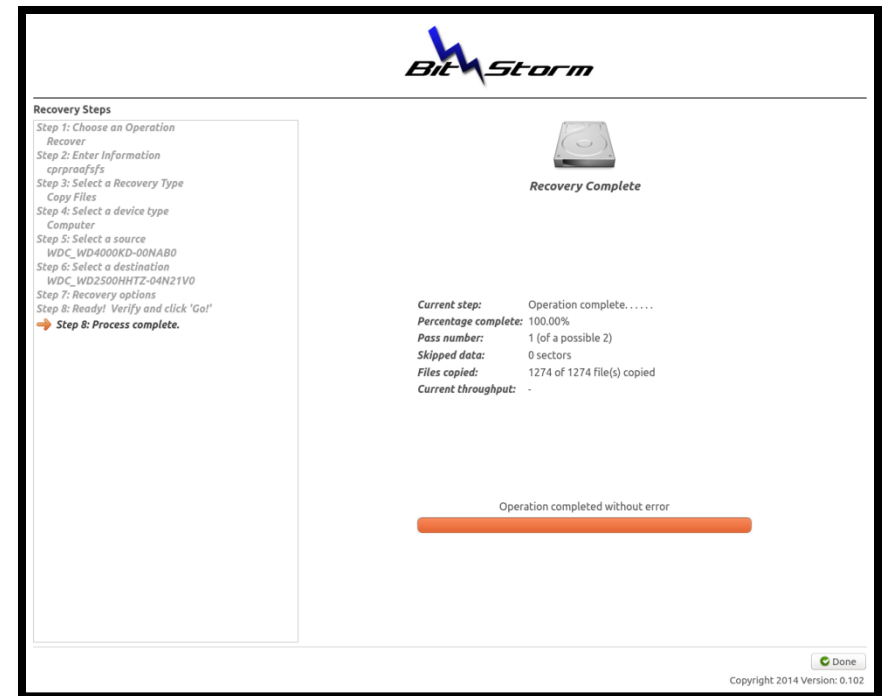 Bit Storm
Recovery Steps
Step 1: Choose an Operation
Recover
Step 2: Enter Information
cprpraafsfs
Step 3: Select a Recovery Type
Copy Files
Step 4: Select a device type
Computer
Step 5: Select a source
WDC_WD4000KD-00NAB0
Step 6: Select a destination
WDC_WD2500HHTZ-04N21V0
Step 7: Recovery options
Step 8: Ready! Verify and click 'Go!'
Step 8: Process complete.
Recovery Complete
Current step: Operation complete. . . . . .
Percentage complete: 100.00%
Pass number: 1 (of a possible 2)
Skipped data: 0 sectors
Files copied: 1274 of 1274 file(s) copied
Current throughput: -
Operation completed without error
Done
Copyright 2014 Version: 0.102